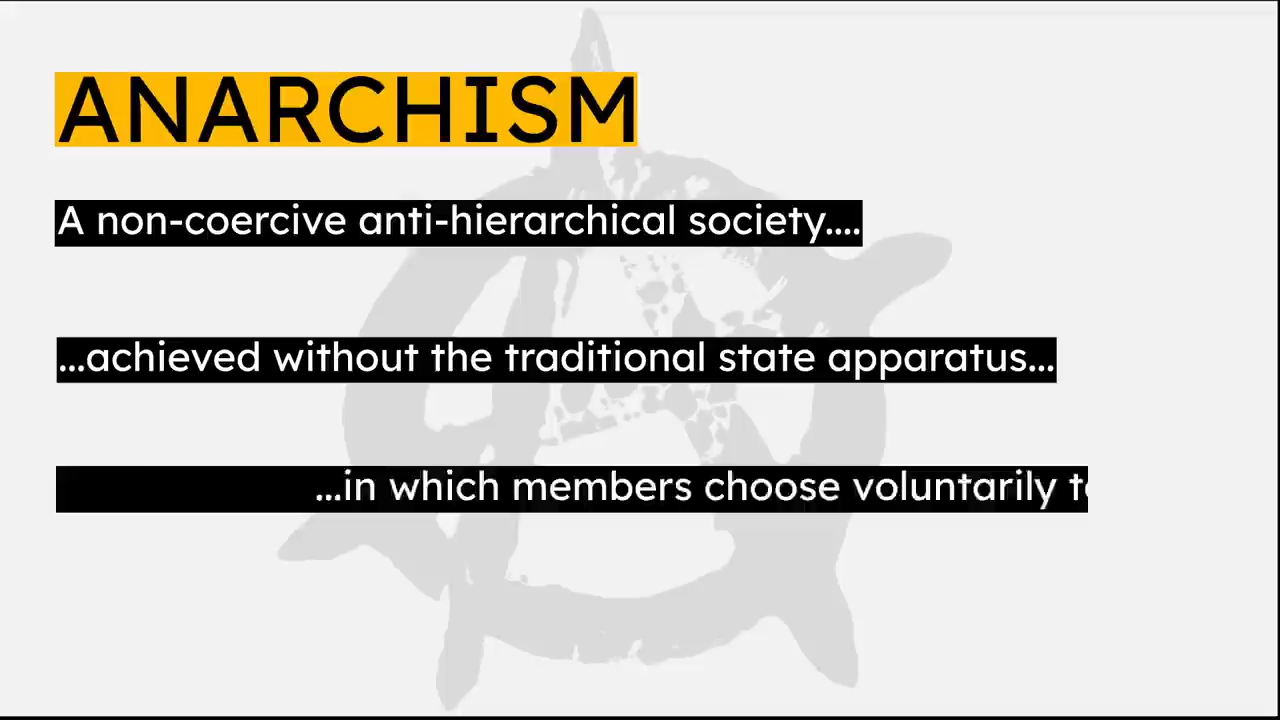 ANARCHISM
A non-coercive anti-hierarchical society....
...achieved without the traditional state apparatus...
...in which members choose voluntarily